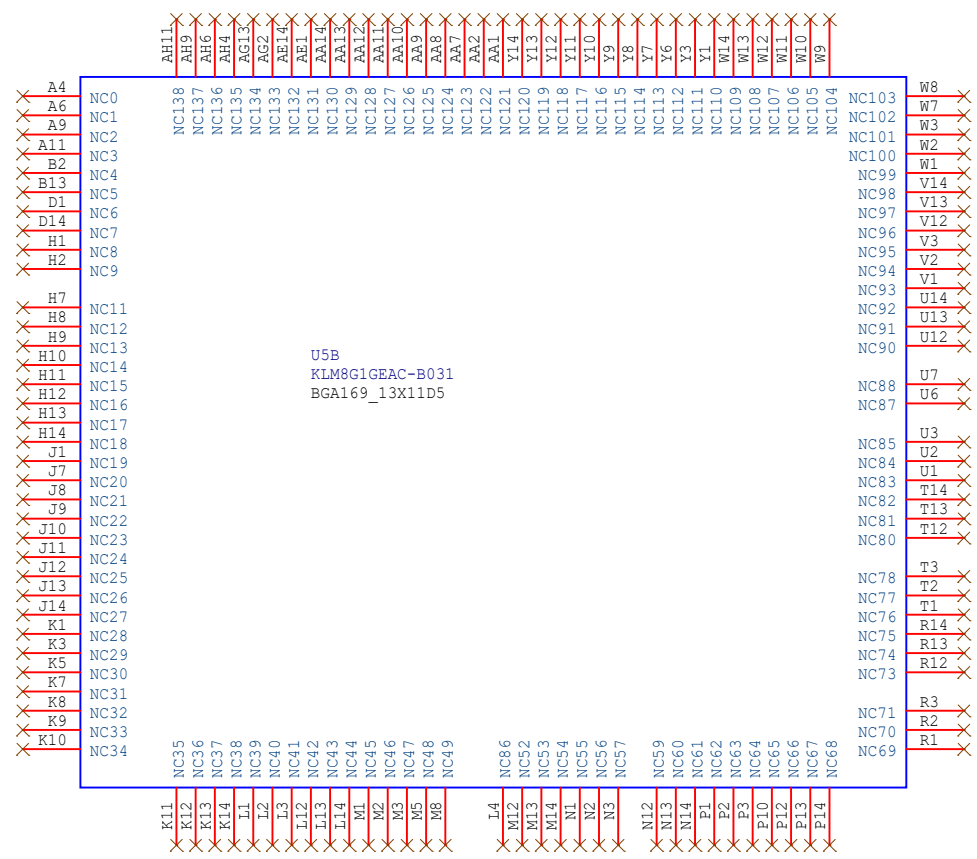 AH11 AH9 AH6 AH4 AG13 AG2 AE14 AE1 AA14 AA13 AA12 AA11 AA10 AA9 AA8 AA7 AA2 AA1 Y14 Y13 Y12 Y11 Y10 Y9 Y8 Y7 Y6 Y3 Y1 W14 W13 W12 W11 W10 W9
NC138 NC137 NC136 NC135 NC134 NC133 NC132 NC131 NC130 NC129 NC128 NC127 NC126 NC125 NC124 NC123 NC122 NC121 NC120 NC119 NC118 NC117 NC116 NC115 NC114 NC113 NC112 NC111 NC110 NC109 NC108 NC107 NC106 NC105 NC104
A4 NC0
A6 NC1
A9 NC2
A11 NC3
B2 NC4
B13 NC5
D1 NC6
D14 NC7
H1 NC8
H2 NC9
H7 NC11
H8 NC12
H9 NC13
H10 NC14
H11 NC15
H12 NC16
H13 NC17
H14 NC18
J1 NC19
J7 NC20
J8 NC21
J9 NC22
J10 NC23
J11 NC24
J12 NC25
J13 NC26
J14 NC27
K1 NC28
K3 NC29
K5 NC30
K7 NC31
K8 NC32
K9 NC33
K10 NC34
U5B
KLM8G1GEAC-B031
BGA169_13X11D5
NC103 W8
NC102 W7
NC101 W3
NC100 W2
NC99 W1
NC98 V14
NC97 V13
NC96 V12
NC95 V3
NC94 V2
NC93 V1
NC92 U14
NC91 U13
NC90 U12
NC88 U7
NC87 U6
NC85 U3
NC84 U2
NC83 U1
NC82 T14
NC81 T13
NC80 T12
NC78 T3
NC77 T2
NC76 T1
NC75 R14
NC74 R13
NC73 R12
NC71 R3
NC70 R2
NC69 R1
NC35 NC36 NC37 NC38 NC39 NC40 NC41 NC42 NC43 NC44 NC45 NC46 NC47 NC48 NC49 NC86 NC52 NC53 NC54 NC55 NC56 NC57 NC59 NC60 NC61 NC62 NC63 NC64 NC65 NC66 NC67 NC68
K11 K12 K13 K14 L1 L2 L3 L12 L13 L14 M1 M2 M3 M5 M8 L4 M12 M13 M14 N1 N2 N3 N12 N13 N14 P1 P2 P3 P10 P12 P13 P14